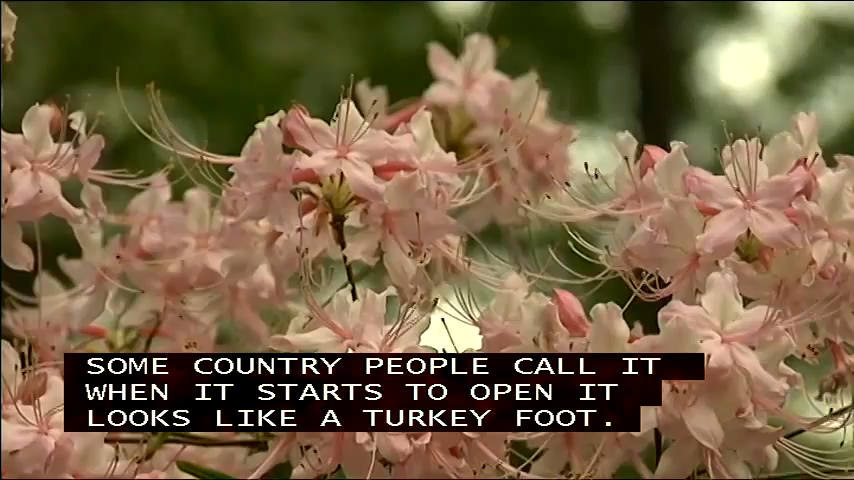 SOME COUNTRY PEOPLE CALL IT
WHEN IT STARTS TO OPEN IT
LOOKS LIKE A TURKEY FOOT.